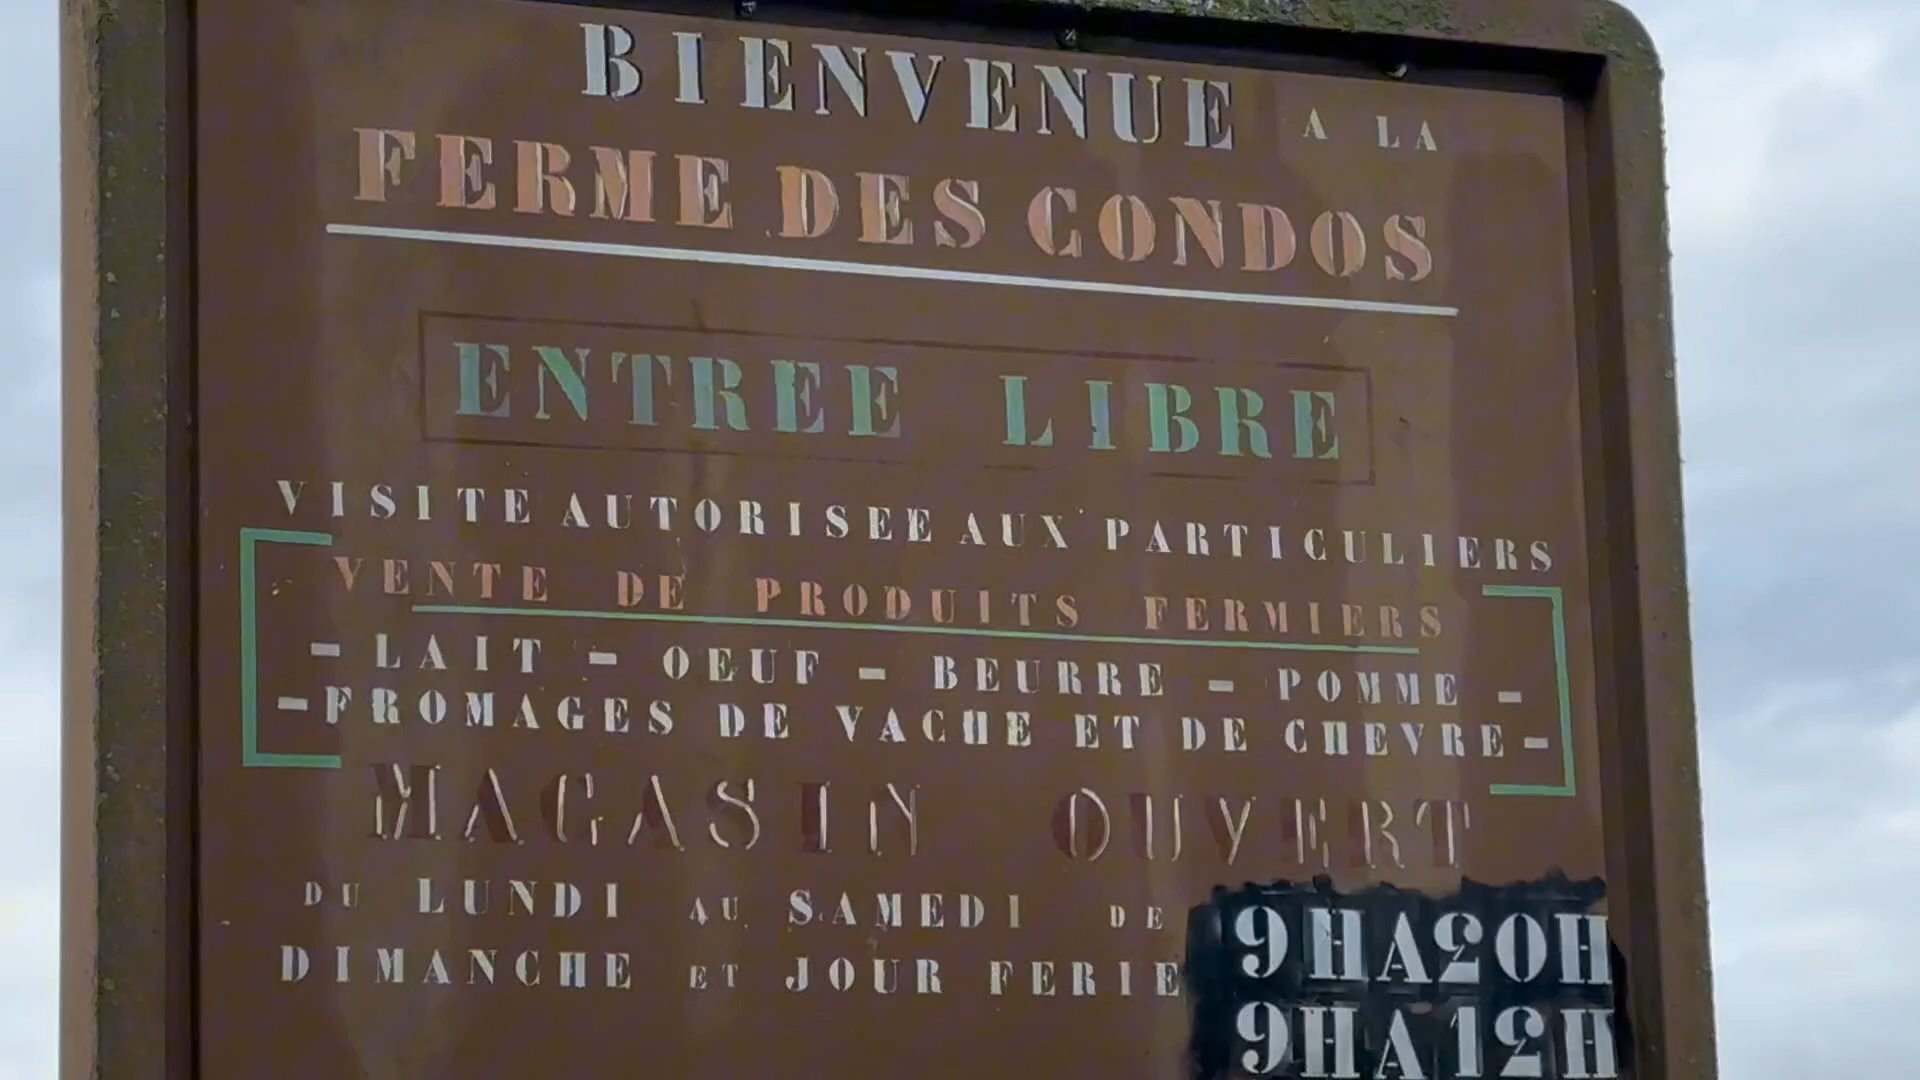 BIENVENUE A LA
FERME DES CONDOS
ENTREE LIBRE
VISITE AUTORISEE AUX PARTICULIERS
VENTE DE PRODUITS FERMIERS
- LAIT - OEUF - BEURRE - POMME -
- FROMAGES DE VACHE ET DE CHEVRE -
MAGASIN OUVERT
DU LUNDI AU SAMEDI DE 9HA20H
DIMANCHE ET JOUR FERIE 9HA12H